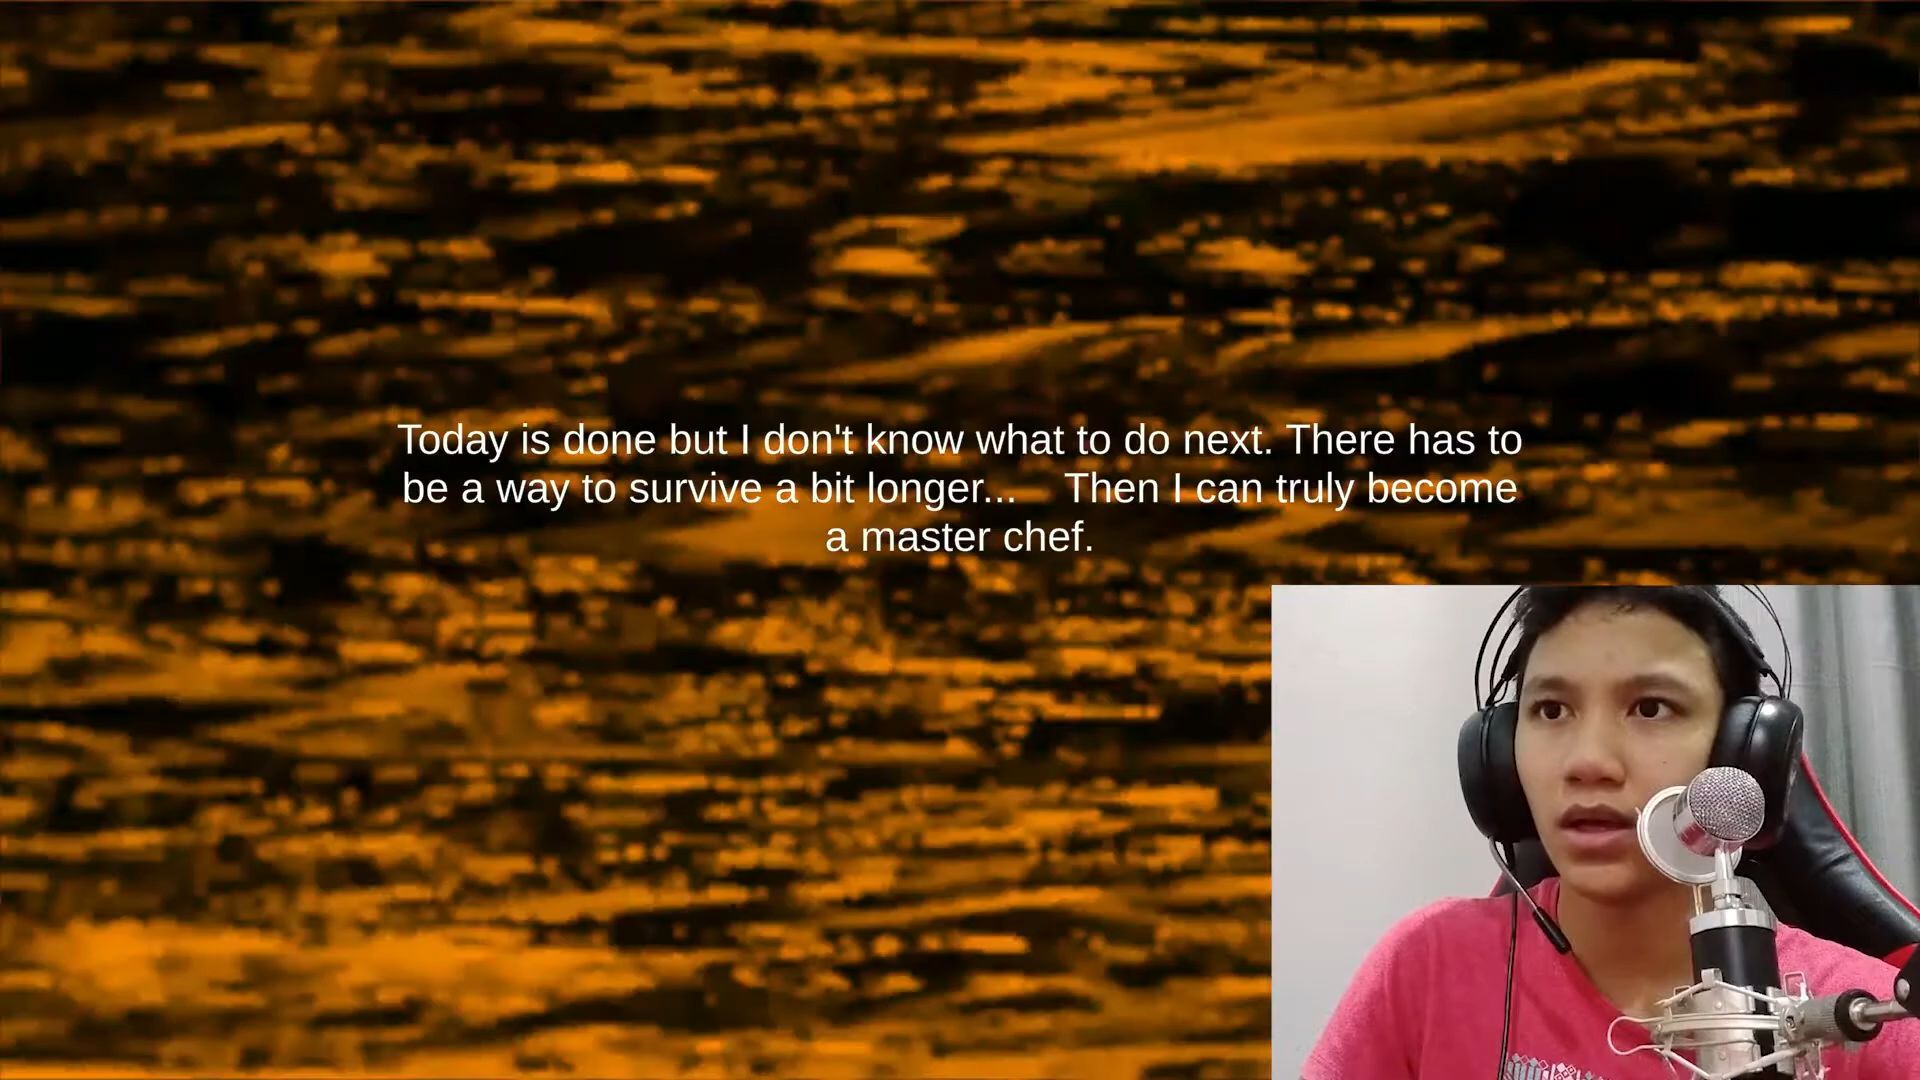 Today is done but I don't know what to do next. There has to
be a way to survive a bit longer...    Then I can truly become
a master chef.